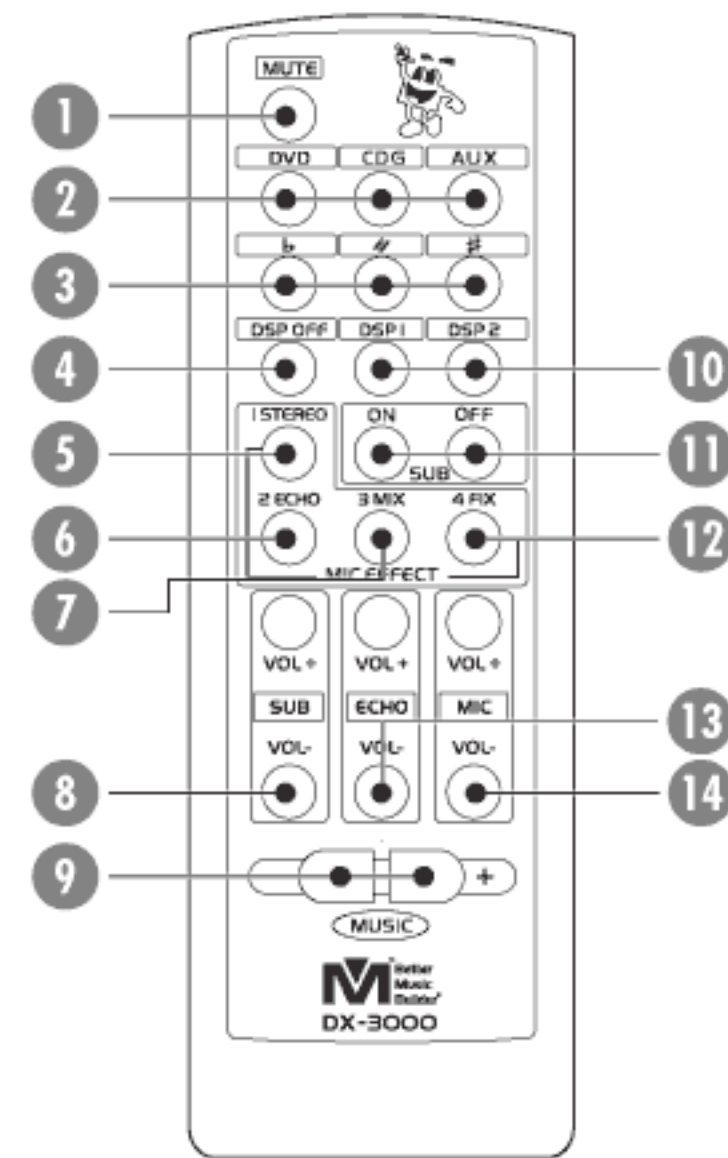 MUTE
1
DVD CDG AUX
2
♭ ♮ ♯
3
DSP OFF DSP 1 DSP 2
4 10
1 STEREO ON OFF
5 11
SUB
2 ECHO 3 MIX 4 FIX
6 12
MIC EFFECT
7
VOL+ VOL+ VOL+
SUB ECHO MIC
13
VOL- VOL- VOL-
8 14
9 +
MUSIC
M Better
Music
Builder
DX-3000